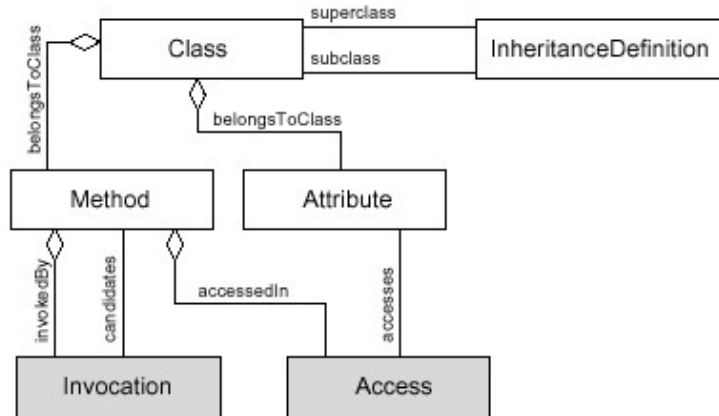 superclass
Class
InheritanceDefinition
subclass
belongsToClass
belongsToClass
Method
Attribute
invokedBy
candidates
accessedIn
accesses
Invocation
Access